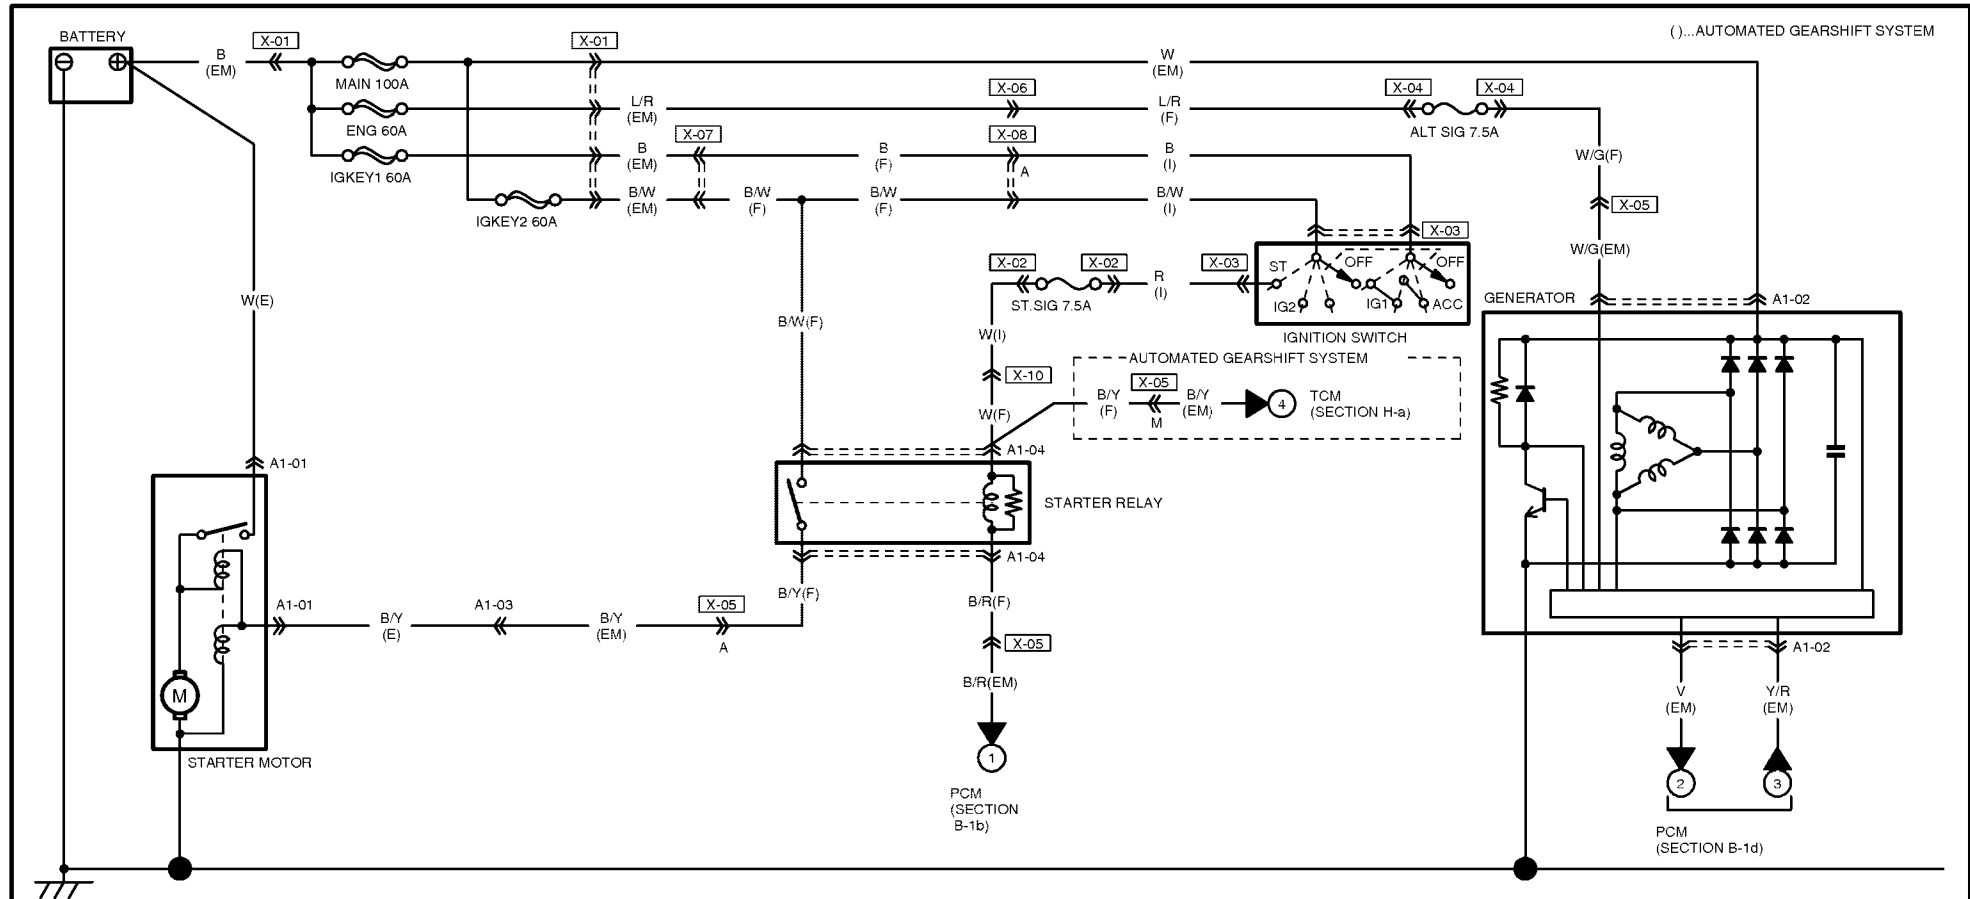 ( )...AUTOMATED GEARSHIFT SYSTEM
BATTERY
B
(EM)
X-01
MAIN 100A
X-01
W
(EM)
ENG 60A
L/R
(EM)
X-06
L/R
(F)
X-04
X-04
ALT SIG 7.5A
IGKEY1 60A
B
(EM)
X-07
B
(F)
X-08
A
B
(I)
W/G(F)
IGKEY2 60A
B/W
(EM)
B/W
(F)
B/W
(F)
B/W
(I)
X-05
X-03
W/G(EM)
X-02
X-02
ST.SIG 7.5A
R
(I)
X-03
ST
OFF
OFF
IG2
IG1
ACC
IGNITION SWITCH
W(E)
B/W(F)
W(I)
GENERATOR
A1-02
AUTOMATED GEARSHIFT SYSTEM
X-10
B/Y
(F)
X-05
M
B/Y
(EM)
4
TCM
(SECTION H-a)
W(F)
A1-04
A1-01
STARTER RELAY
A1-04
B/Y(F)
B/R(F)
A1-01
B/Y
(E)
A1-03
B/Y
(EM)
X-05
A
X-05
A1-02
B/R(EM)
M
V
(EM)
Y/R
(EM)
STARTER MOTOR
1
2
3
PCM
(SECTION
B-1b)
PCM
(SECTION B-1d)